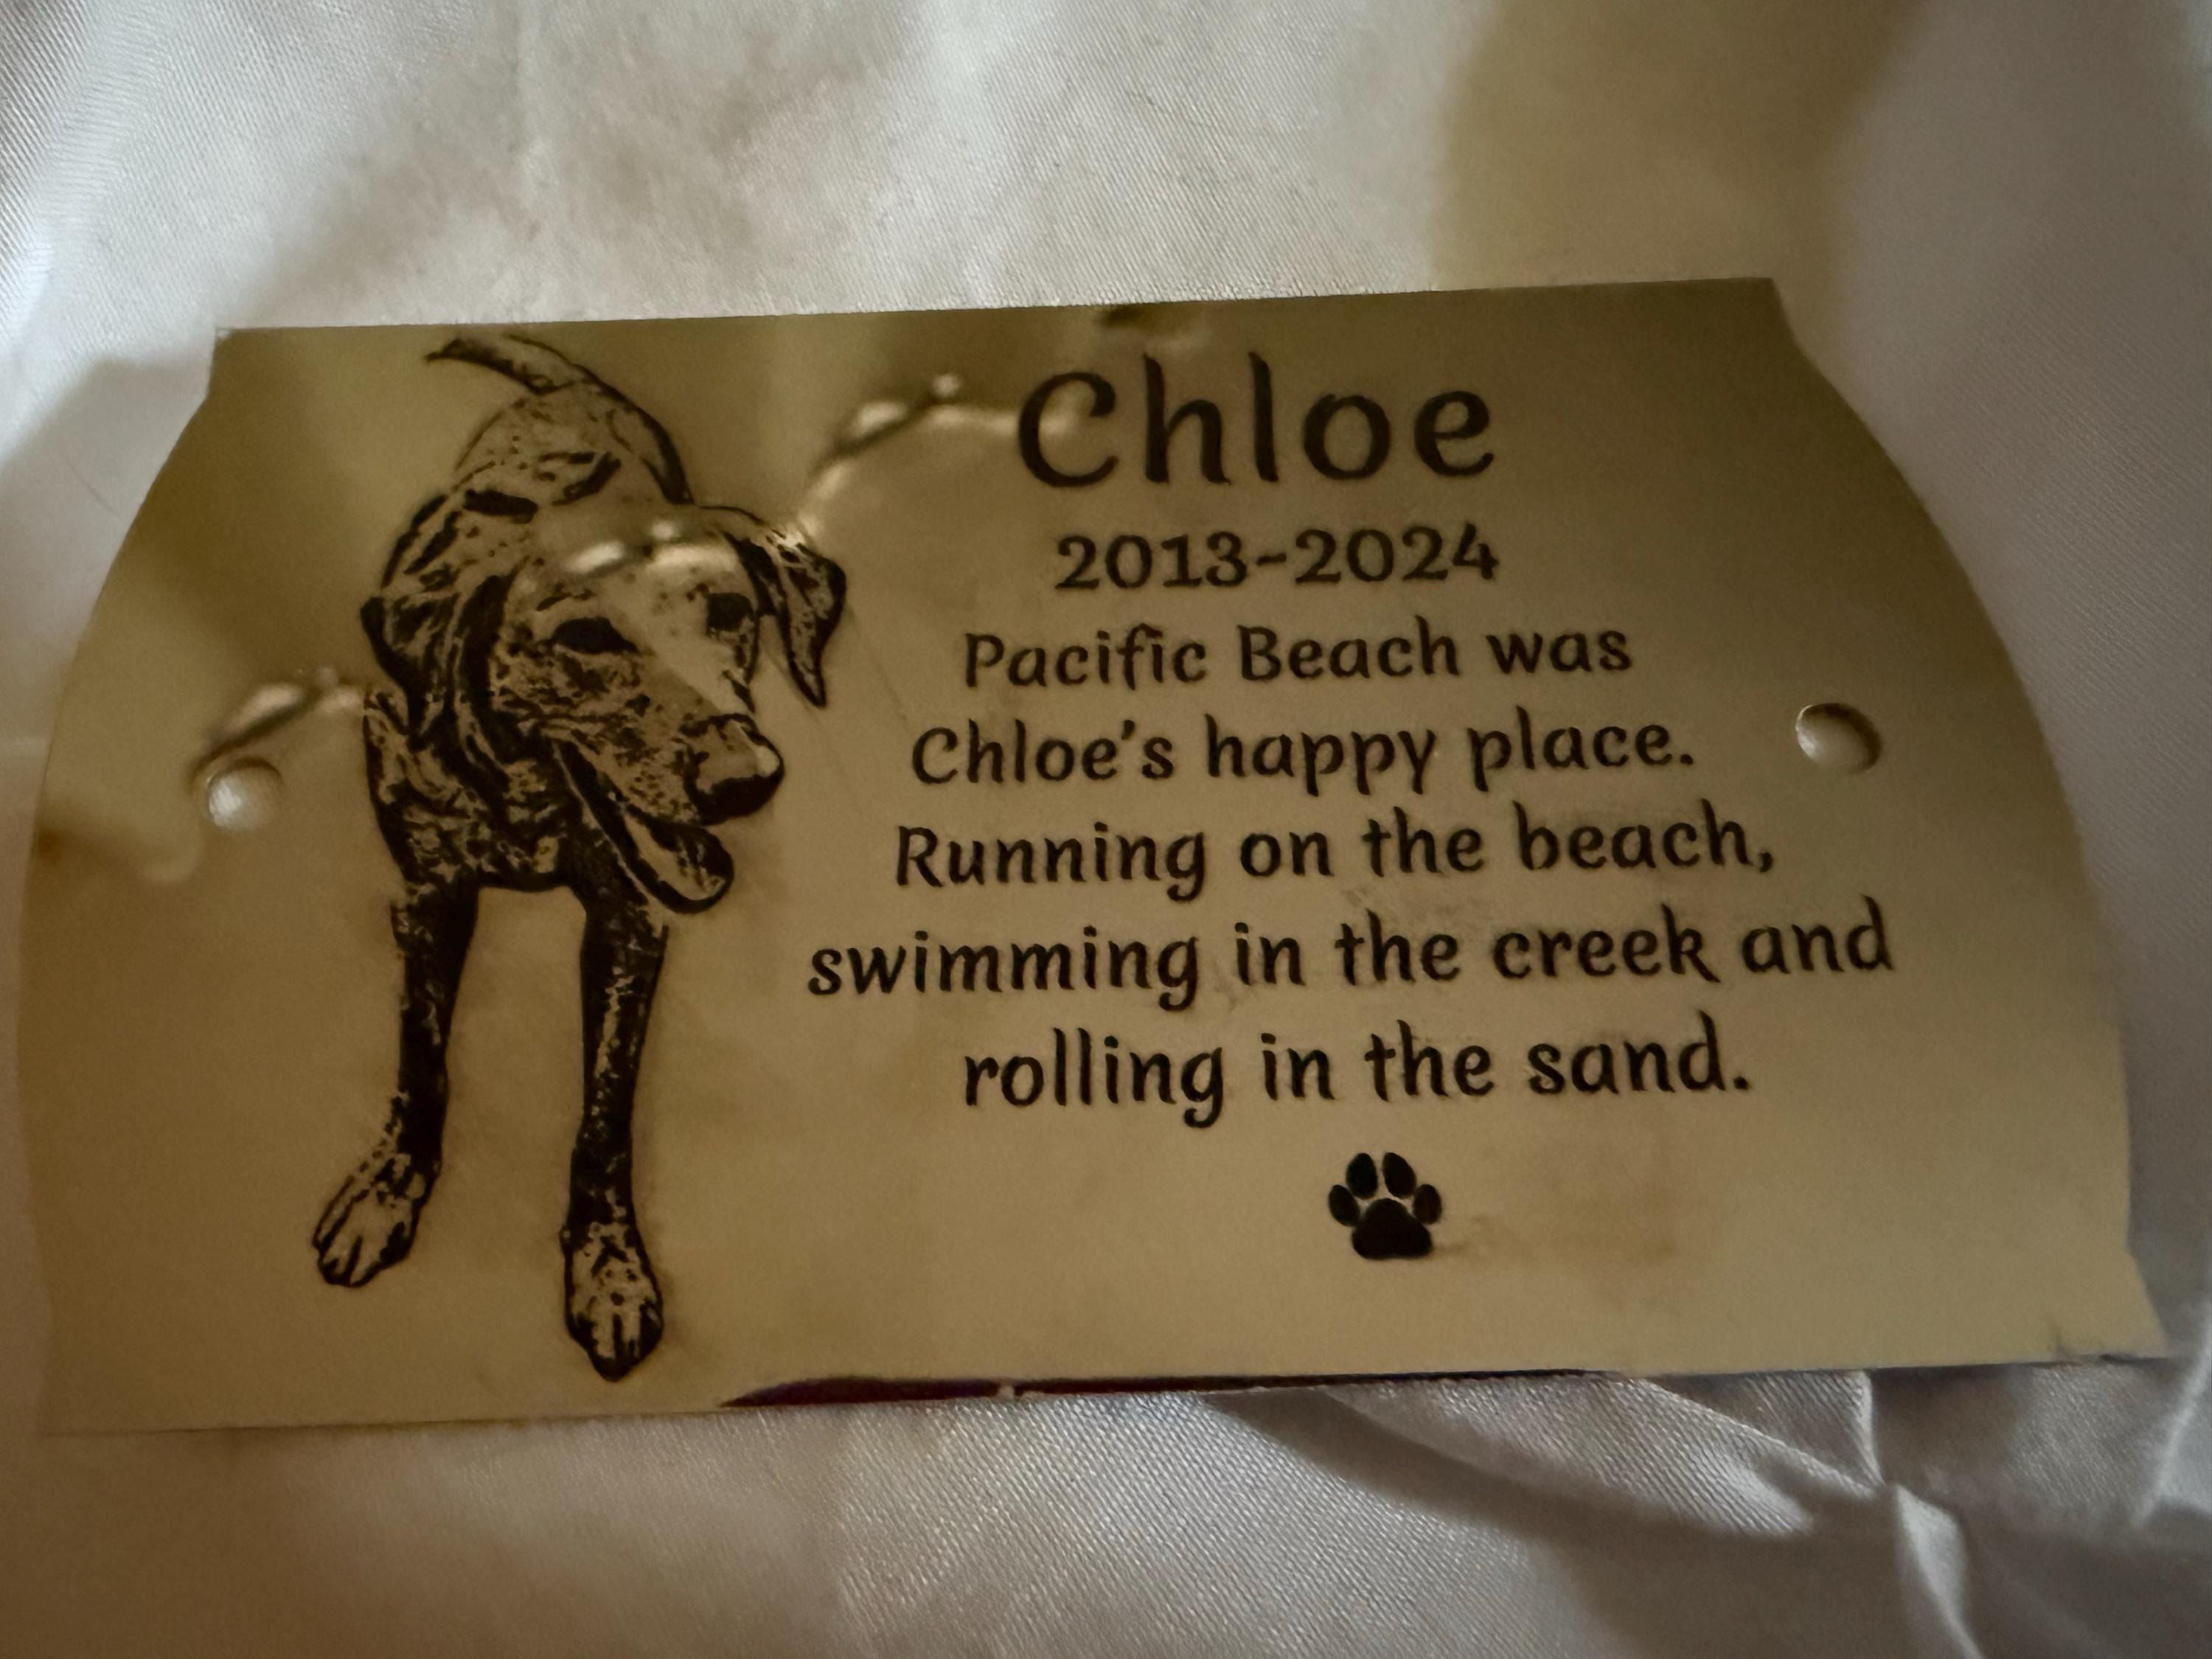 Chloe
2013-2024
Pacific Beach was
Chloe's happy place.
Running on the beach,
swimming in the creek and
rolling in the sand.